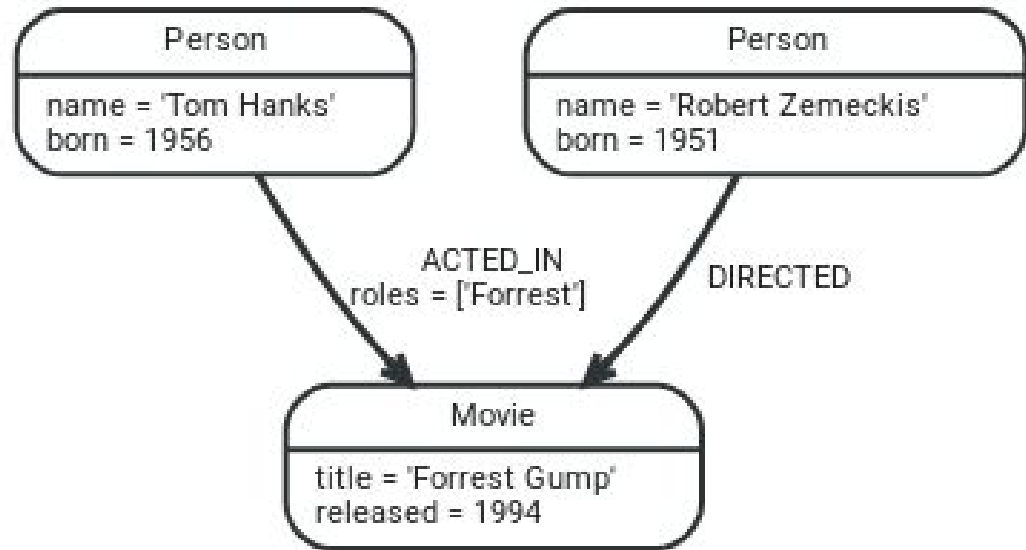 Person
name = 'Tom Hanks'
born = 1956
Person
name = 'Robert Zemeckis'
born = 1951
ACTED_IN
roles = ['Forrest']
DIRECTED
Movie
title = 'Forrest Gump'
released = 1994